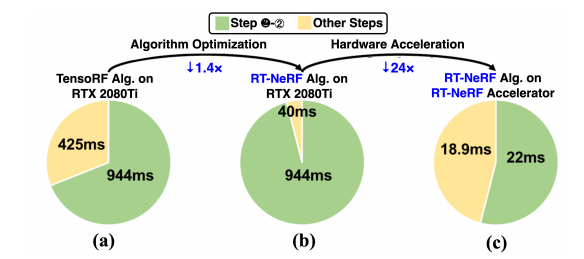 Step ❷-② Other Steps
Algorithm Optimization
Hardware Acceleration
↓1.4×
↓24×
TensoRF Alg. on
RTX 2080Ti
RT-NeRF Alg. on
RTX 2080Ti
RT-NeRF Alg. on
RT-NeRF Accelerator
425ms
944ms
40ms
944ms
18.9ms
22ms
(a)
(b)
(c)